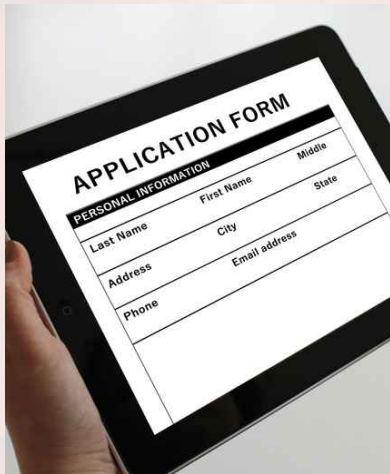 APPLICATION FORM
PERSONAL INFORMATION
Last Name First Name Middle
Address City State
Phone Email address